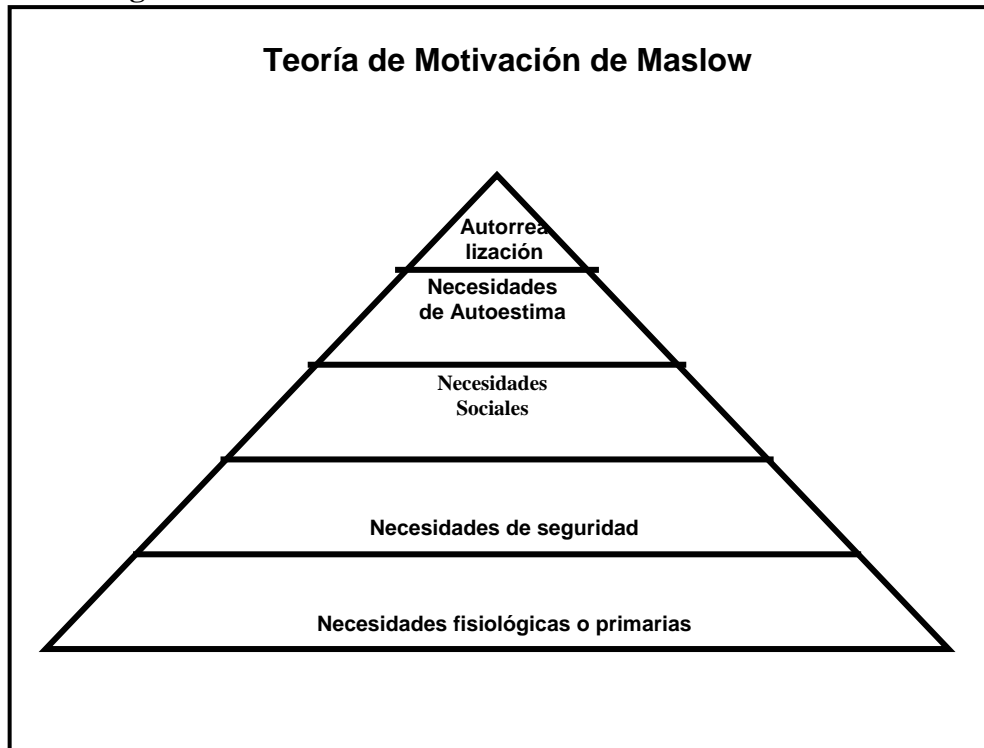 Teoría de Motivación de Maslow
Autorrea
lización
Necesidades
de Autoestima
Necesidades
Sociales
Necesidades de seguridad
Necesidades fisiológicas o primarias